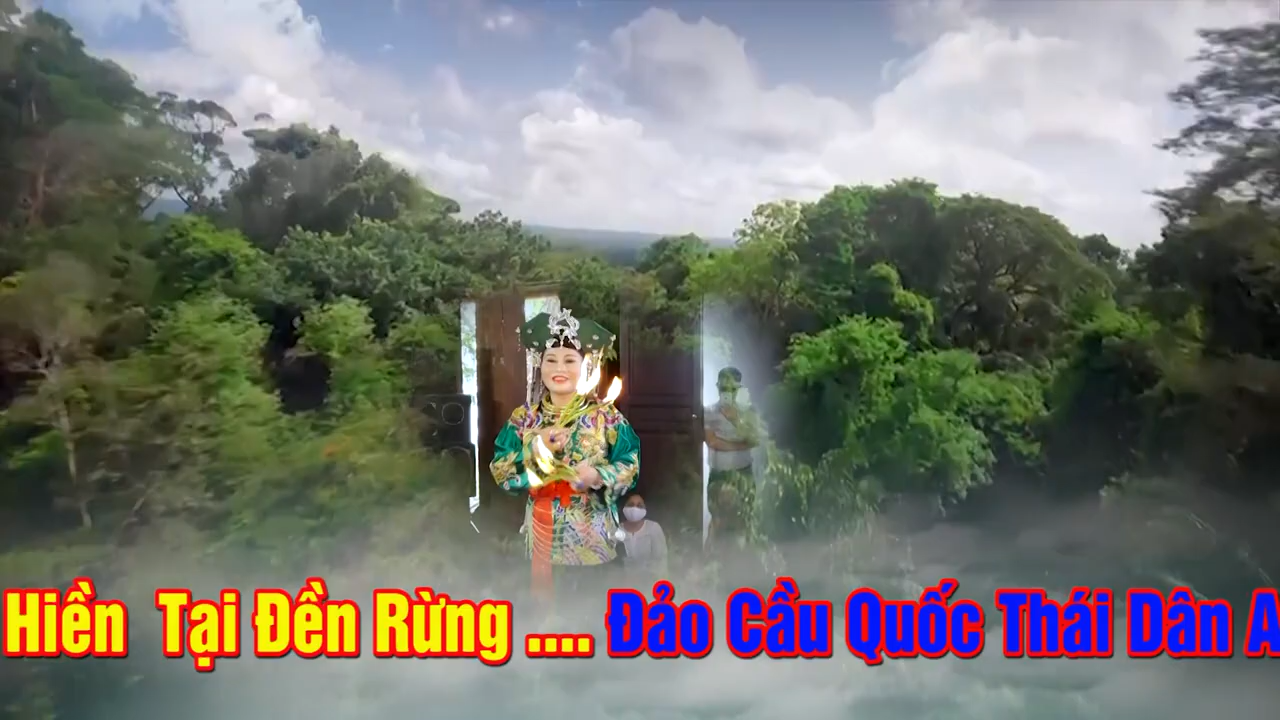 Hiền Tại Đền Rừng .... Đảo Cầu Quốc Thái Dân A